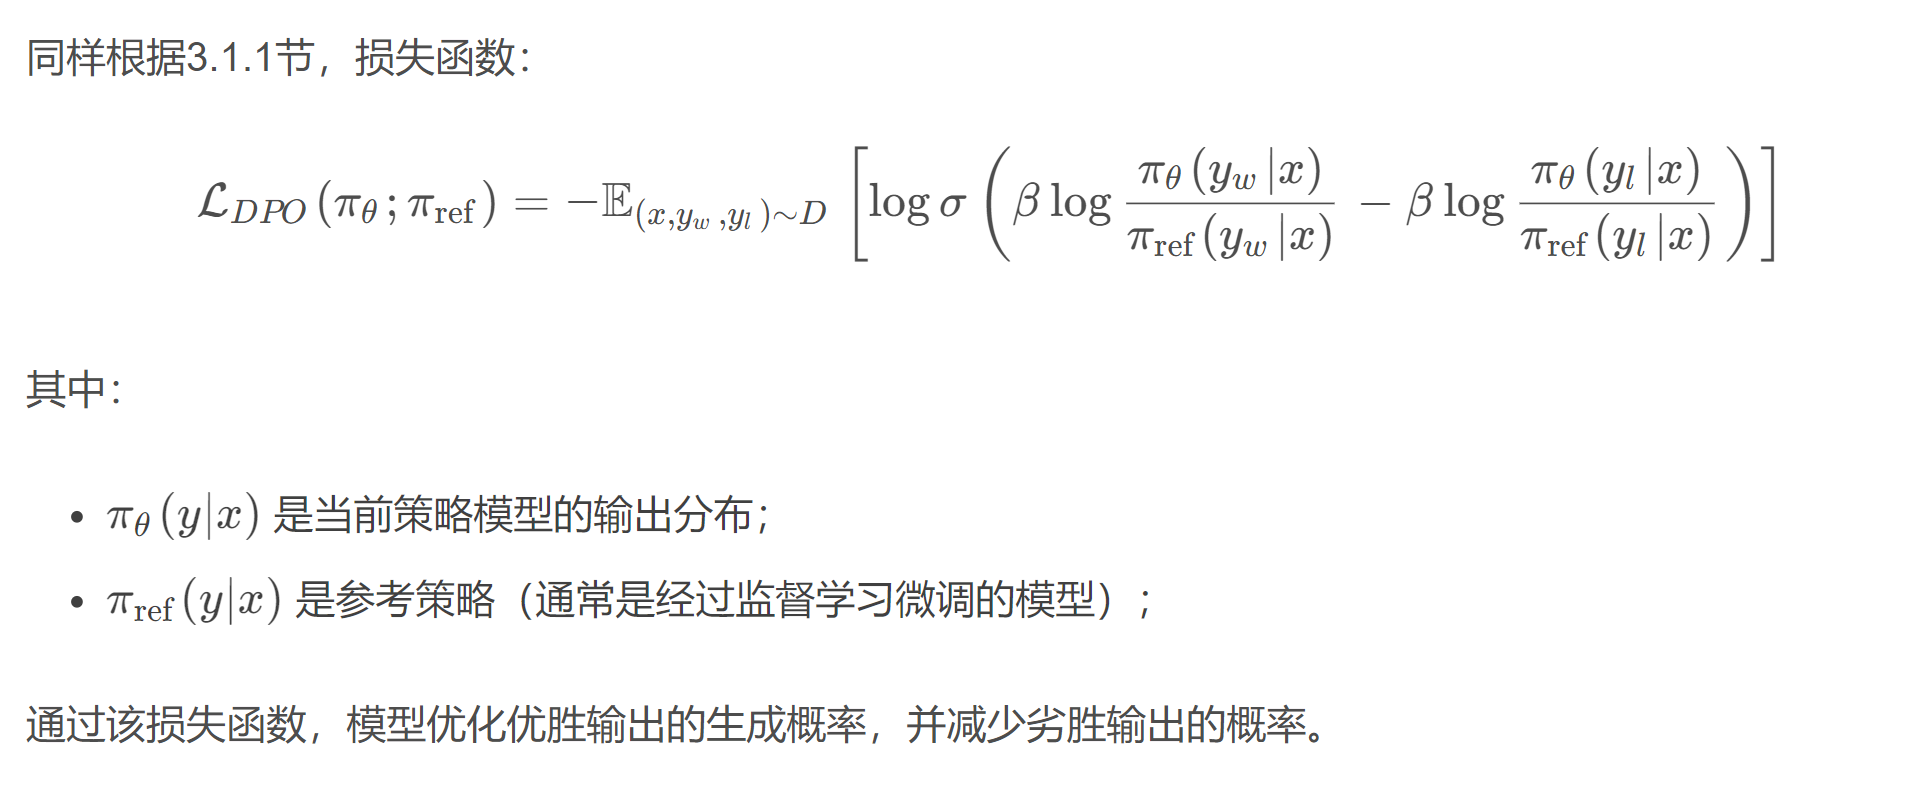 同样根据3.1.1节，损失函数：
$$\mathcal{L}_{DPO}(\pi_\theta;\pi_{\text{ref}}) = -\mathbb{E}_{(x,y_w,y_l)\sim D}\left[\log\sigma\left(\beta\log\frac{\pi_\theta(y_w|x)}{\pi_{\text{ref}}(y_w|x)} - \beta\log\frac{\pi_\theta(y_l|x)}{\pi_{\text{ref}}(y_l|x)}\right)\right]$$
其中：
• $\pi_\theta(y|x)$ 是当前策略模型的输出分布；
• $\pi_{\text{ref}}(y|x)$ 是参考策略（通常是经过监督学习微调的模型）；
通过该损失函数，模型优化优胜输出的生成概率，并减少劣胜输出的概率。